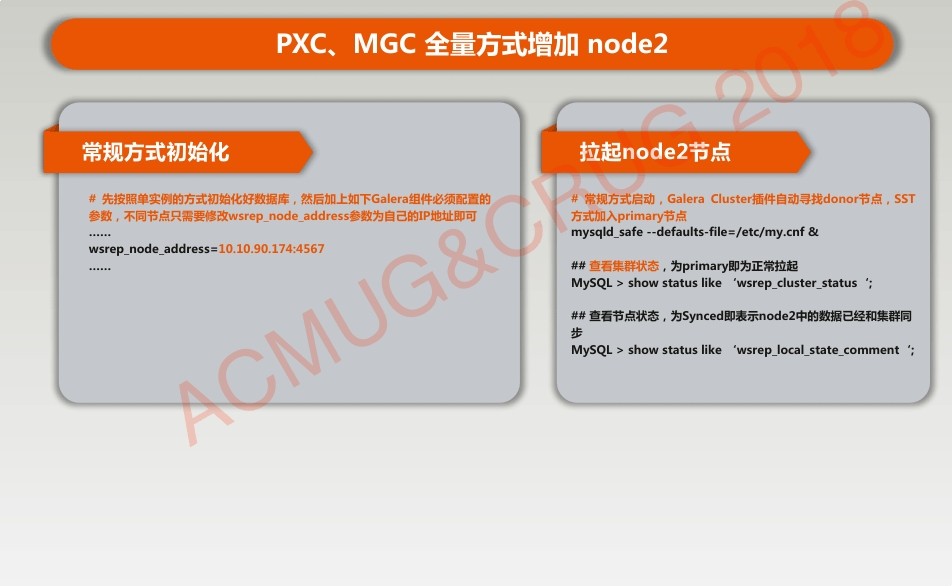 PXC、MGC 全量方式增加 node2
常规方式初始化
# 先按照单实例的方式初始化好数据库，然后加上如下Galera组件必须配置的
参数，不同节点只需要修改wsrep_node_address参数为自己的IP地址即可
......
wsrep_node_address=10.10.90.174:4567
......
拉起node2节点
# 常规方式启动，Galera Cluster插件自动寻找donor节点，SST
方式加入primary节点
mysqld_safe --defaults-file=/etc/my.cnf &
## 查看集群状态，为primary即为正常拉起
MySQL > show status like ‘wsrep_cluster_status ‘;
## 查看节点状态，为Synced即表示node2中的数据已经和集群同
步
MySQL > show status like ‘wsrep_local_state_comment ‘;
ACMUG&CRUG 2018